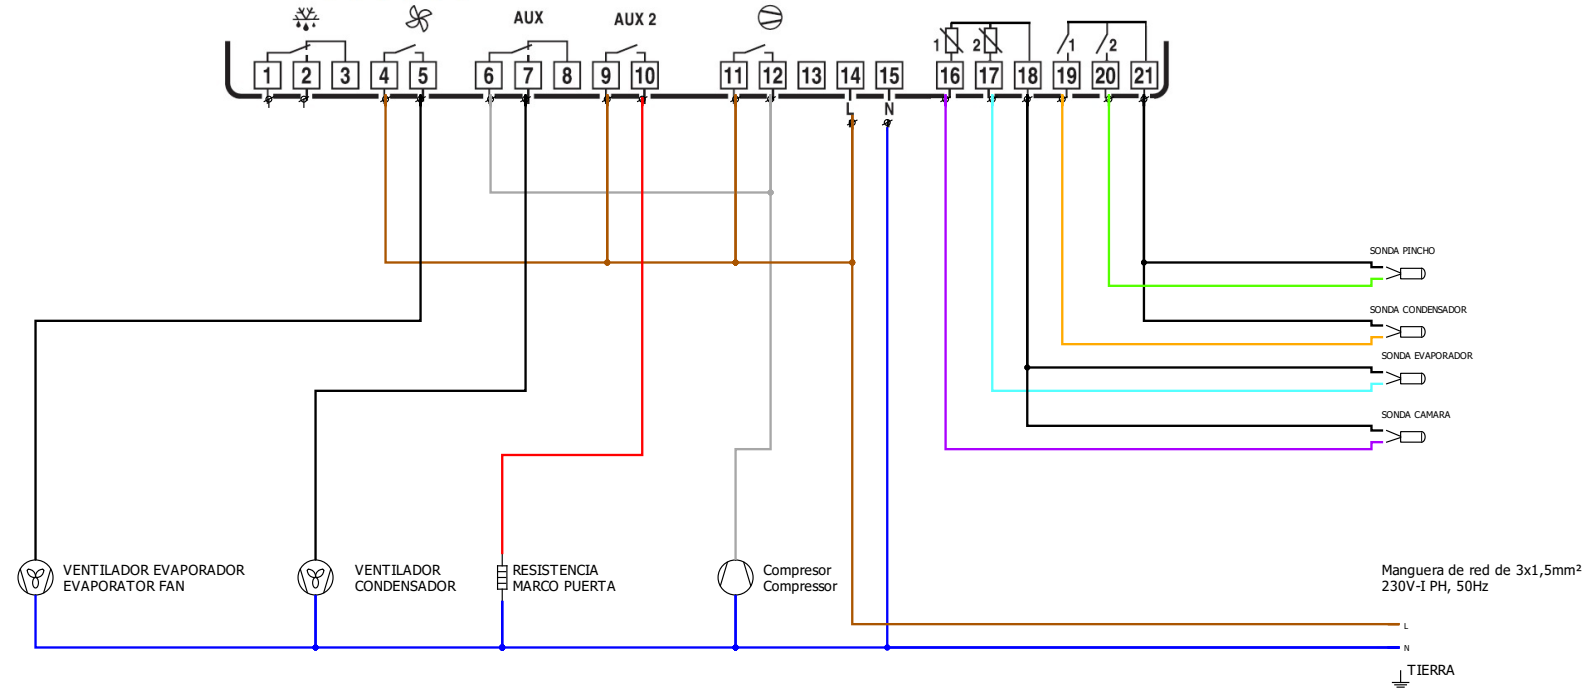 AUX
AUX 2
1
2
1
2
1
2
3
4
5
6
7
8
9
10
11
12
13
14
15
16
17
18
19
20
21
L
N
SONDA PINCHO
SONDA CONDENSADOR
SONDA EVAPORADOR
SONDA CAMARA
VENTILADOR EVAPORADOR
EVAPORATOR FAN
VENTILADOR
CONDENSADOR
RESISTENCIA
MARCO PUERTA
Compresor
Compressor
Manguera de red de 3x1,5mm²
230V-I PH, 50Hz
L
N
TIERRA